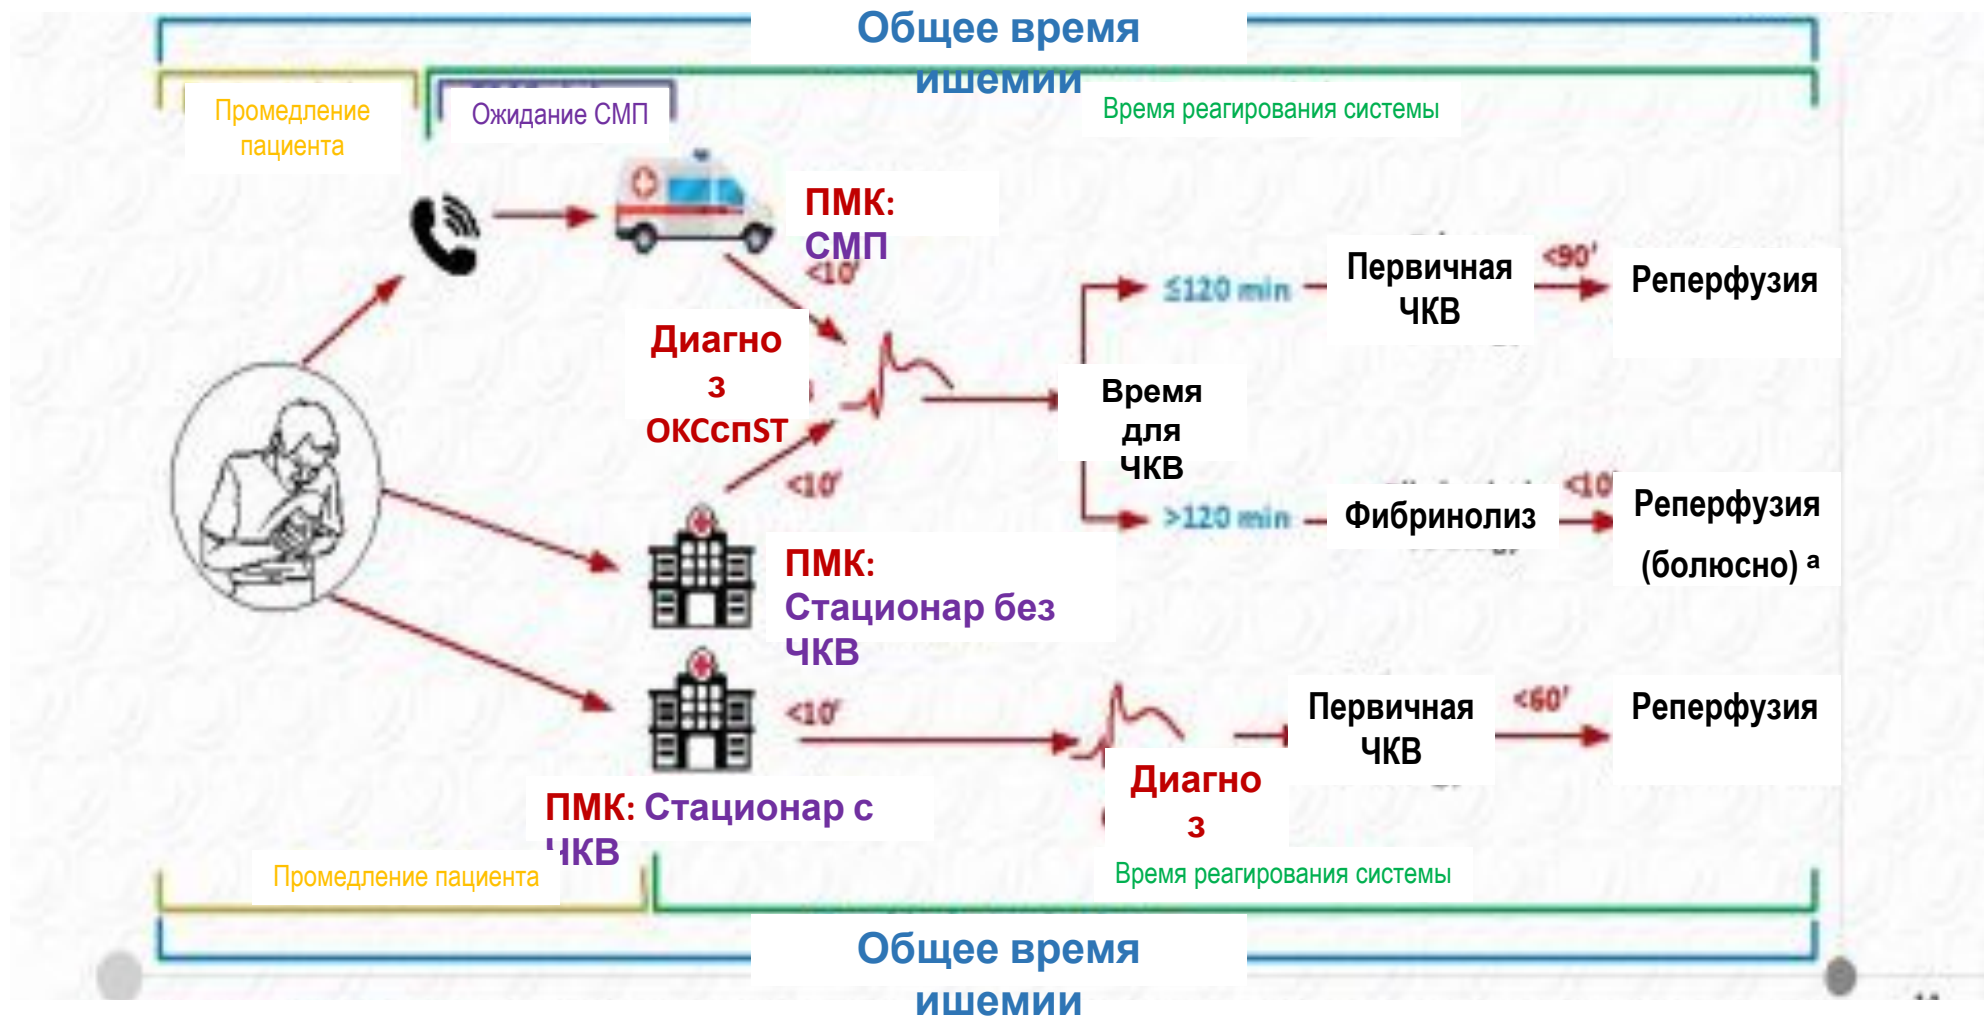 Общее время
ишемии
Промедление
пациента
Ожидание СМП
Время реагирования системы
ПМК:
СМП
<10'
Диагно
з
ОКСспST
<10'
ПМК:
Стационар без
ЧКВ
Время
для
ЧКВ
≤120 min
Первичная
ЧКВ
<90'
Реперфузия
>120 min
Фибринолиз
<10'
Реперфузия
(болюсно) a
<10'
ПМК: Стационар с
ЧКВ
Диагно
з
Первичная
ЧКВ
<60'
Реперфузия
Промедление пациента
Время реагирования системы
Общее время
ишемии